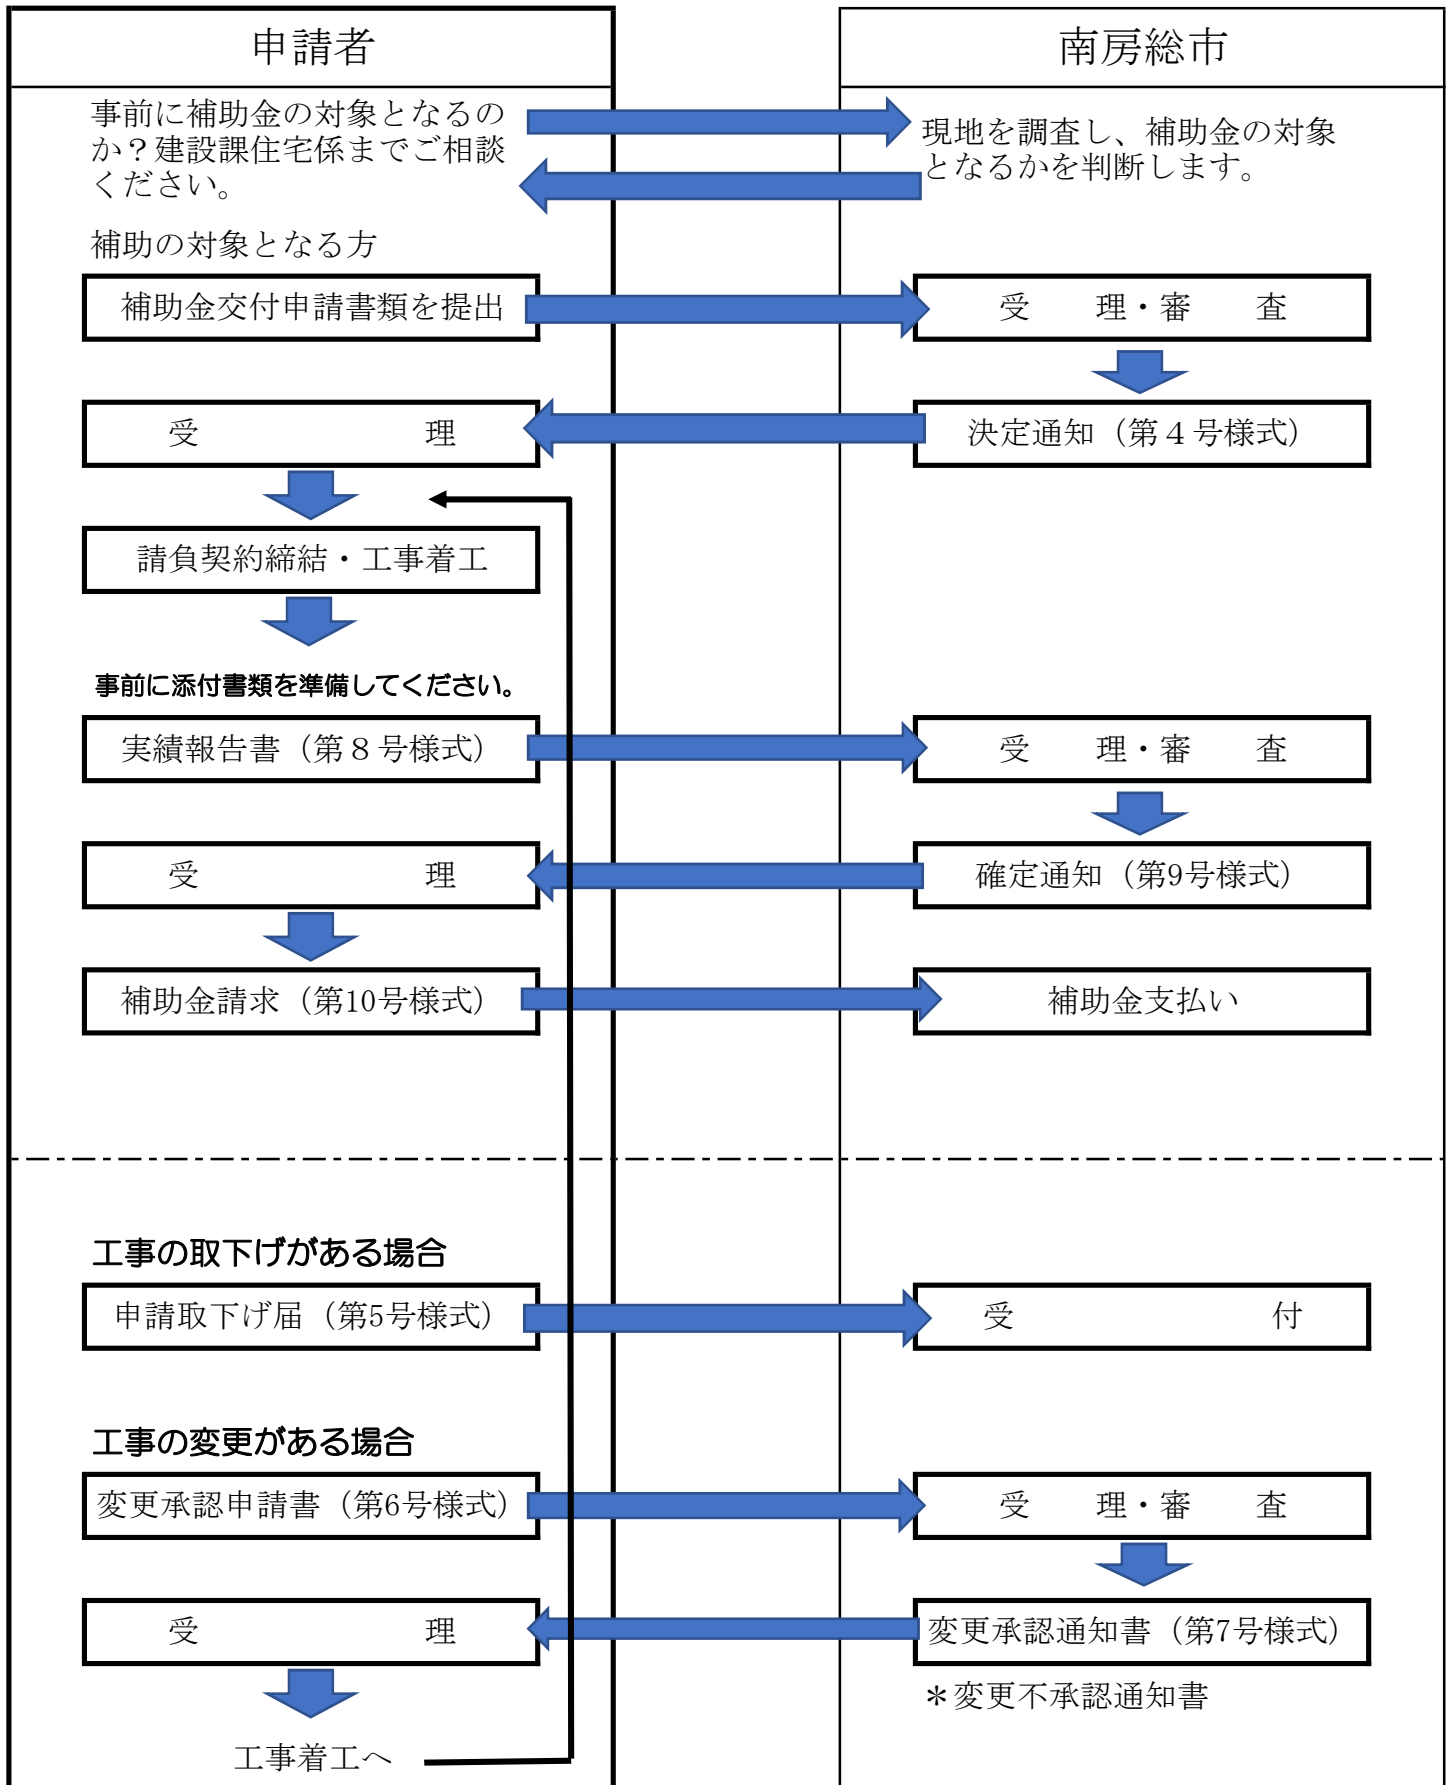 申請者
南房総市
事前に補助金の対象となるの
か？建設課住宅係までご相談
ください。
現地を調査し、補助金の対象
となるかを判断します。
補助の対象となる方
補助金交付申請書類を提出
受　理・審　査
受　　　理
決定通知（第４号様式）
請負契約締結・工事着工
事前に添付書類を準備してください。
実績報告書（第８号様式）
受　理・審　査
受　　　理
確定通知（第9号様式）
補助金請求（第10号様式）
補助金支払い
工事の取下げがある場合
申請取下げ届（第5号様式）
受　　　付
工事の変更がある場合
変更承認申請書（第6号様式）
受　理・審　査
受　　　理
変更承認通知書（第7号様式）
＊変更不承認通知書
工事着工へ